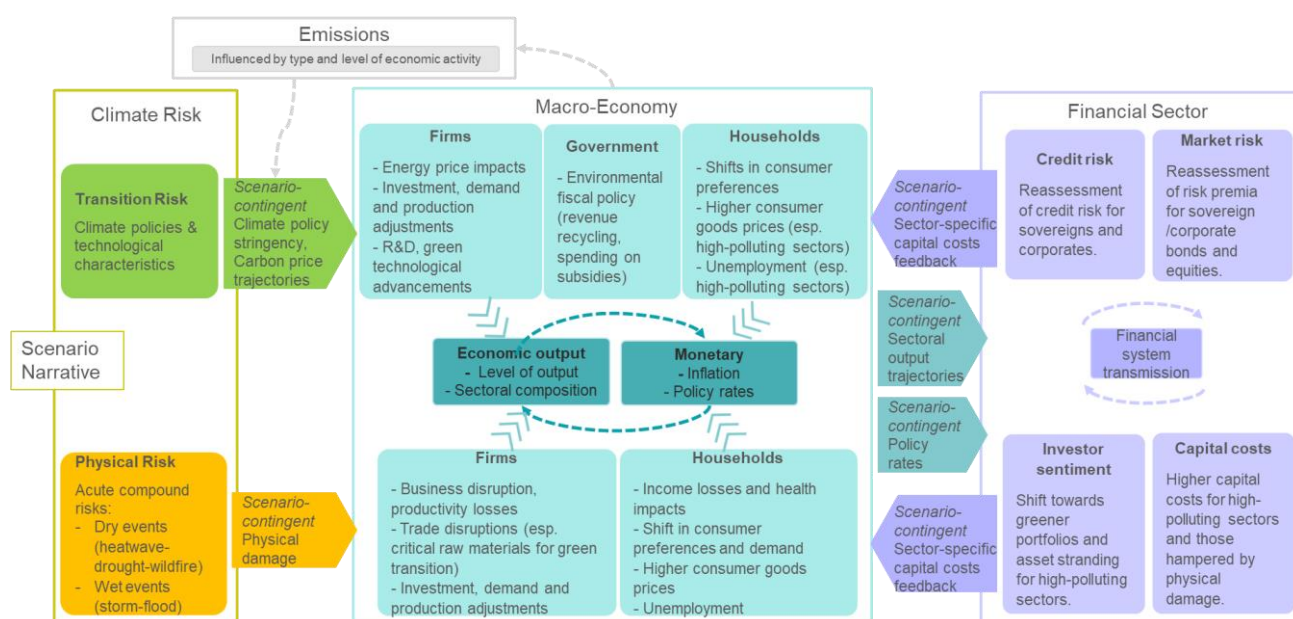 Emissions
Influenced by type and level of economic activity
Climate Risk
Transition Risk
Climate policies &
technological
characteristics
Scenario-
contingent
Climate policy
stringency,
Carbon price
trajectories
Scenario
Narrative
Physical Risk
Acute compound
risks:
- Dry events
(heatwave-
drought-wildfire)
- Wet events
(storm-flood)
Scenario-
contingent
Physical
damage
Macro-Economy
Firms
- Energy price impacts
- Investment, demand
and production
adjustments
- R&D, green
technological
advancements
Government
- Environmental
fiscal policy
(revenue
recycling,
spending on
subsidies)
Households
- Shifts in consumer
preferences
- Higher consumer
goods prices (esp.
high-polluting sectors)
- Unemployment (esp.
high-polluting sectors)
Economic output
- Level of output
- Sectoral composition
Monetary
- Inflation
- Policy rates
Firms
- Business disruption,
productivity losses
- Trade disruptions (esp.
critical raw materials for green
transition)
- Investment, demand and
production adjustments
Households
- Income losses and health
impacts
- Shift in consumer
preferences and demand
- Higher consumer goods
prices
- Unemployment
Scenario-
contingent
Sector-specific
capital costs
feedback
Scenario-
contingent
Sectoral
output
trajectories
Scenario-
contingent
Policy
rates
Scenario-
contingent
Sector-specific
capital costs
feedback
Financial Sector
Credit risk
Reassessment
of credit risk for
sovereigns and
corporates.
Market risk
Reassessment
of risk premia
for sovereign
/corporate
bonds and
equities.
Financial
system
transmission
Investor
sentiment
Shift towards
greener
portfolios and
asset stranding
for high-polluting
sectors.
Capital costs
Higher capital
costs for high-
polluting sectors
and those
hampered by
physical
damage.